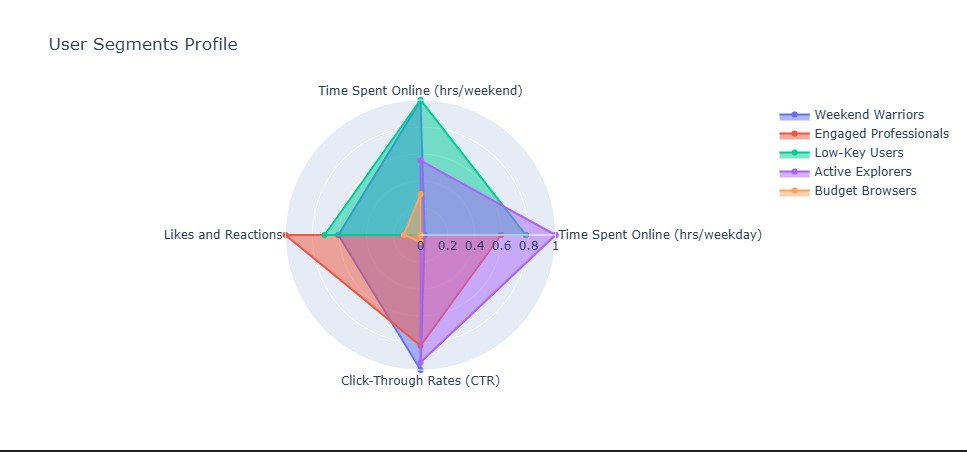 User Segments Profile
Time Spent Online (hrs/weekend)
Weekend Warriors
Engaged Professionals
Low-Key Users
Active Explorers
Budget Browsers
Likes and Reactions
Time Spent Online (hrs/weekday)
0 0.2 0.4 0.6 0.8 1
Click-Through Rates (CTR)